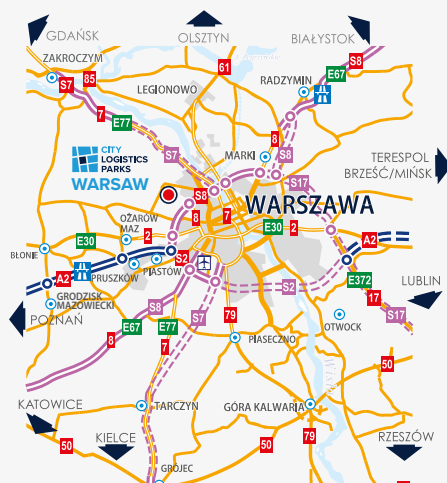 GDAŃSK
OLSZTYN
BIAŁYSTOK
ZAKROCZYM
S7
85
61
S8
E67
RADZYMIN
LEGIONOWO
7
E77
S7
8
S8
MARKI
CITY
LOGISTICS
PARKS
WARSAW
TERESPOL
BRZEŚĆ/MIŃSK
S17
S8
8
7
WARSZAWA
OŻARÓW
MAZ
2
E30
E30
2
A2
BŁONIE
S2
A2
PRUSZKÓW
PIASTÓW
E372
LUBLIN
GRODZISK
MAZOWIECKI
S8
S7
S2
17
S17
POZNAŃ
E67
E77
79
OTWOCK
8
7
PIASECZNO
50
KATOWICE
TARCZYN
GÓRA KALWARIA
KIELCE
50
50
79
RZESZÓW
GRÓJEC